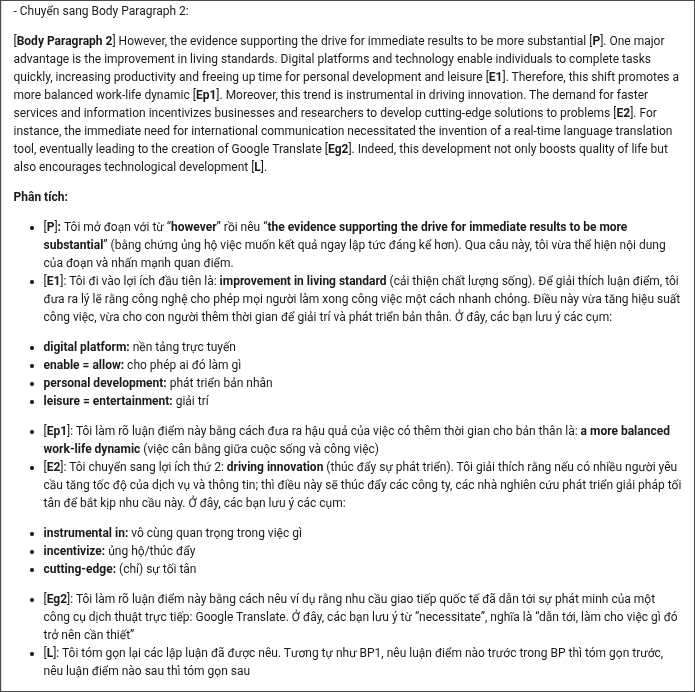 - Chuyển sang Body Paragraph 2:
[Body Paragraph 2] However, the evidence supporting the drive for immediate results to be more substantial [P]. One major
advantage is the improvement in living standards. Digital platforms and technology enable individuals to complete tasks
quickly, increasing productivity and freeing up time for personal development and leisure [E1]. Therefore, this shift promotes a
more balanced work-life dynamic [Ep1]. Moreover, this trend is instrumental in driving innovation. The demand for faster
services and information incentivizes businesses and researchers to develop cutting-edge solutions to problems [E2]. For
instance, the immediate need for international communication necessitated the invention of a real-time language translation
tool, eventually leading to the creation of Google Translate [Eg2]. Indeed, this development not only boosts quality of life but
also encourages technological development [L].
Phân tích:
• [P]: Tôi mở đoạn với từ “however” rồi nêu “the evidence supporting the drive for immediate results to be more
substantial” (bằng chứng ủng hộ việc muốn kết quả ngay lập tức đáng kể hơn). Qua câu này, tôi vừa thể hiện nội dung
của đoạn và nhấn mạnh quan điểm.
• [E1]: Tôi đi vào lợi ích đầu tiên là: improvement in living standard (cải thiện chất lượng sống). Để giải thích luận điểm, tôi
đưa ra lý lẽ rằng công nghệ cho phép mọi người làm xong công việc một cách nhanh chóng. Điều này vừa tăng hiệu suất
công việc, vừa cho con người thêm thời gian để giải trí và phát triển bản thân. Ở đây, các bạn lưu ý các cụm:
• digital platform: nền tảng trực tuyến
• enable = allow: cho phép ai đó làm gì
• personal development: phát triển bản nhân
• leisure = entertainment: giải trí
• [Ep1]: Tôi làm rõ luận điểm này bằng cách đưa ra hậu quả của việc có thêm thời gian cho bản thân là: a more balanced
work-life dynamic (việc cân bằng giữa cuộc sống và công việc)
• [E2]: Tôi chuyển sang lợi ích thứ 2: driving innovation (thúc đẩy sự phát triển). Tôi giải thích rằng nếu có nhiều người yêu
cầu tăng tốc độ của dịch vụ và thông tin; thì điều này sẽ thúc đẩy các công ty, các nhà nghiên cứu phát triển giải pháp tối
tân để bắt kịp nhu cầu này. Ở đây, các bạn lưu ý các cụm:
• instrumental in: vô cùng quan trọng trong việc gì
• incentivize: ủng hộ/thúc đẩy
• cutting-edge: (chỉ) sự tối tân
• [Eg2]: Tôi làm rõ luận điểm này bằng cách nêu ví dụ rằng nhu cầu giao tiếp quốc tế đã dẫn tới sự phát minh của một
công cụ dịch thuật trực tiếp: Google Translate. Ở đây, các bạn lưu ý từ “necessitate”, nghĩa là “dẫn tới, làm cho việc gì đó
trở nên cần thiết”
• [L]: Tôi tóm gọn lại các lập luận đã được nêu. Tương tự như BP1, nêu luận điểm nào trước trong BP thì tóm gọn trước,
nêu luận điểm nào sau thì tóm gọn sau